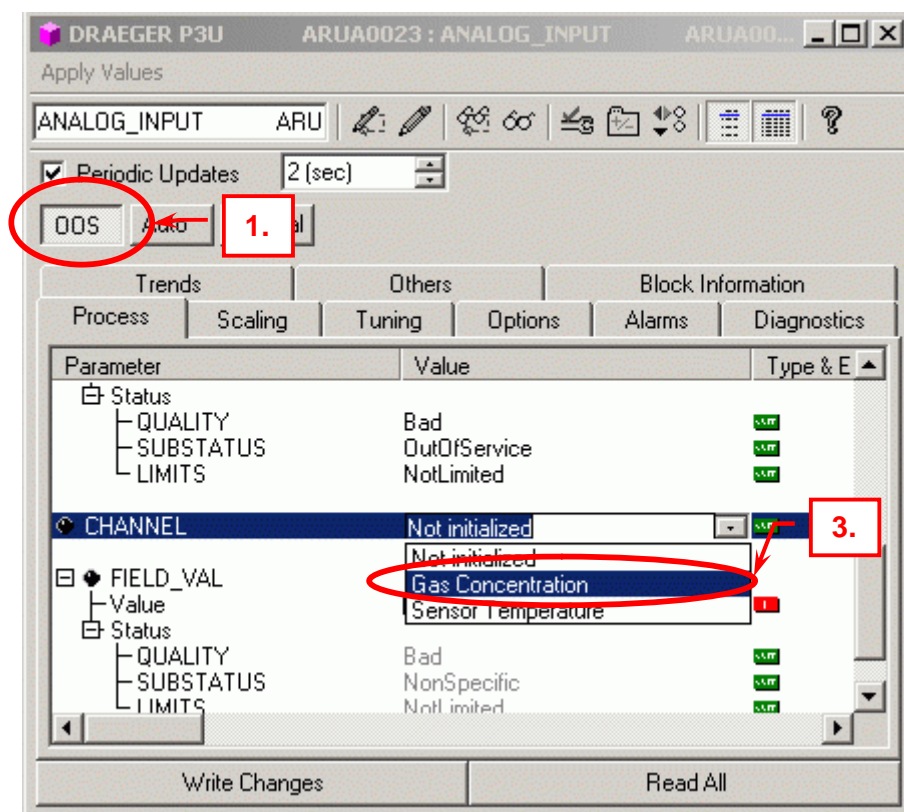 DRAEGER P3U ARUA0023 : ANALOG_INPUT ARUA00...
Apply Values
ANALOG_INPUT ARU
Periodic Updates 2 (sec)
OOS Auto 1. al
Trends Others Block Information
Process Scaling Tuning Options Alarms Diagnostics
Parameter Value Type & E
Status
QUALITY Bad
SUBSTATUS OutOfService
LIMITS NotLimited
CHANNEL Not initialized 3.
Not initialized
FIELD_VAL Gas Concentration
Value Sensor Temperature
Status
QUALITY Bad
SUBSTATUS NonSpecific
LIMITS NotLimited
Write Changes Read All